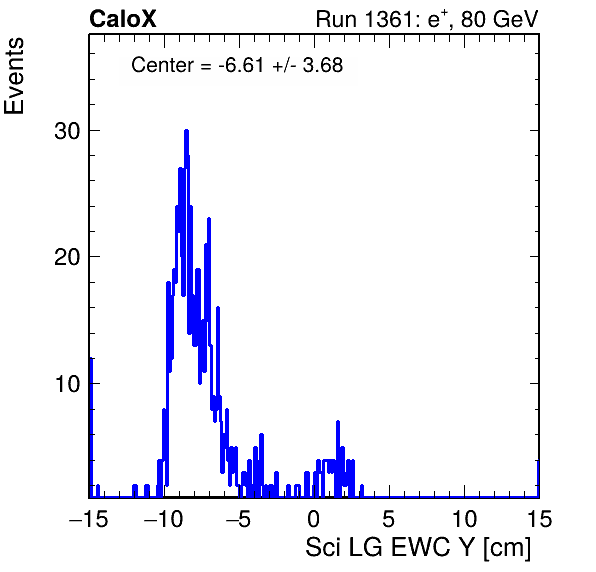 CaloX Run 1361: e⁺, 80 GeV
Center = -6.61 +/- 3.68
Events
30
20
10
−15 −10 −5 0 5 10 15
Sci LG EWC Y [cm]